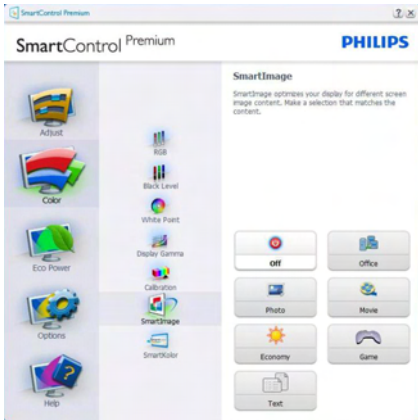 SmartControl Premium
SmartControl Premium
PHILIPS
Adjust
Color
Eco Power
Options
Help
RGB
Black Level
White Point
Display Gamma
Calibration
SmartImage
SmartKolor
SmartImage
SmartImage optimizes your display for different screen
image content. Make a selection that matches the
content.
Off
Office
Photo
Movie
Economy
Game
Text